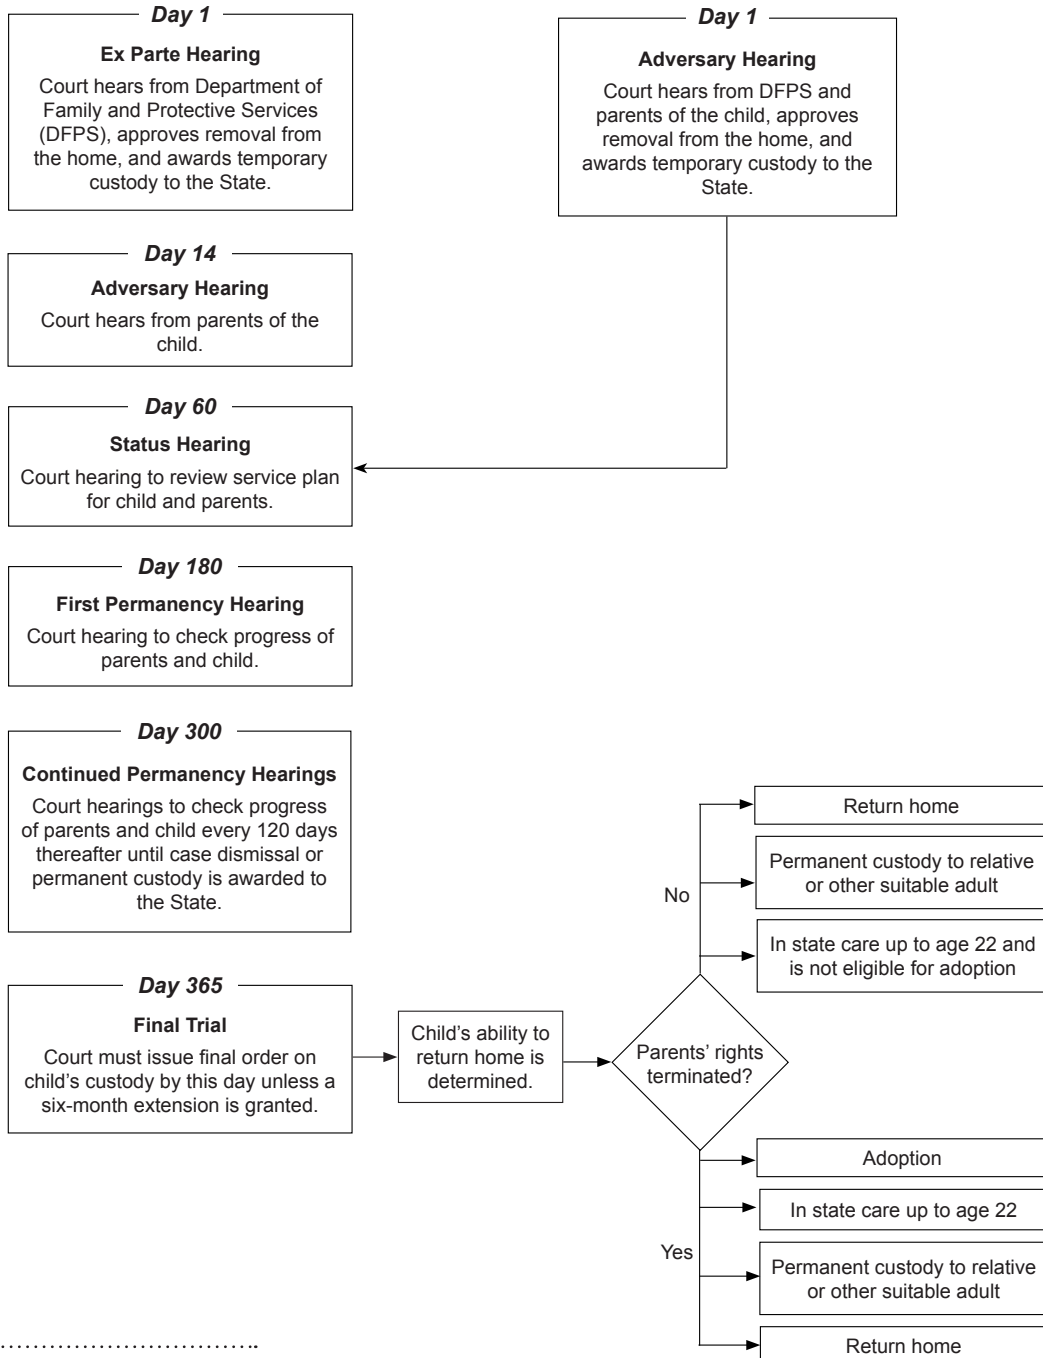 Day 1
Ex Parte Hearing
Court hears from Department of
Family and Protective Services
(DFPS), approves removal from
the home, and awards temporary
custody to the State.
Day 1
Adversary Hearing
Court hears from DFPS and
parents of the child, approves
removal from the home, and
awards temporary custody to the
State.
Day 14
Adversary Hearing
Court hears from parents of the
child.
Day 60
Status Hearing
Court hearing to review service plan
for child and parents.
Day 180
First Permanency Hearing
Court hearing to check progress of
parents and child.
Day 300
Continued Permanency Hearings
Court hearings to check progress
of parents and child every 120 days
thereafter until case dismissal or
permanent custody is awarded to
the State.
Day 365
Final Trial
Court must issue final order on
child's custody by this day unless a
six-month extension is granted.
Child's ability to
return home is
determined.
Parents' rights
terminated?
No
Return home
Permanent custody to relative
or other suitable adult
In state care up to age 22 and
is not eligible for adoption
Yes
Adoption
In state care up to age 22
Permanent custody to relative
or other suitable adult
Return home